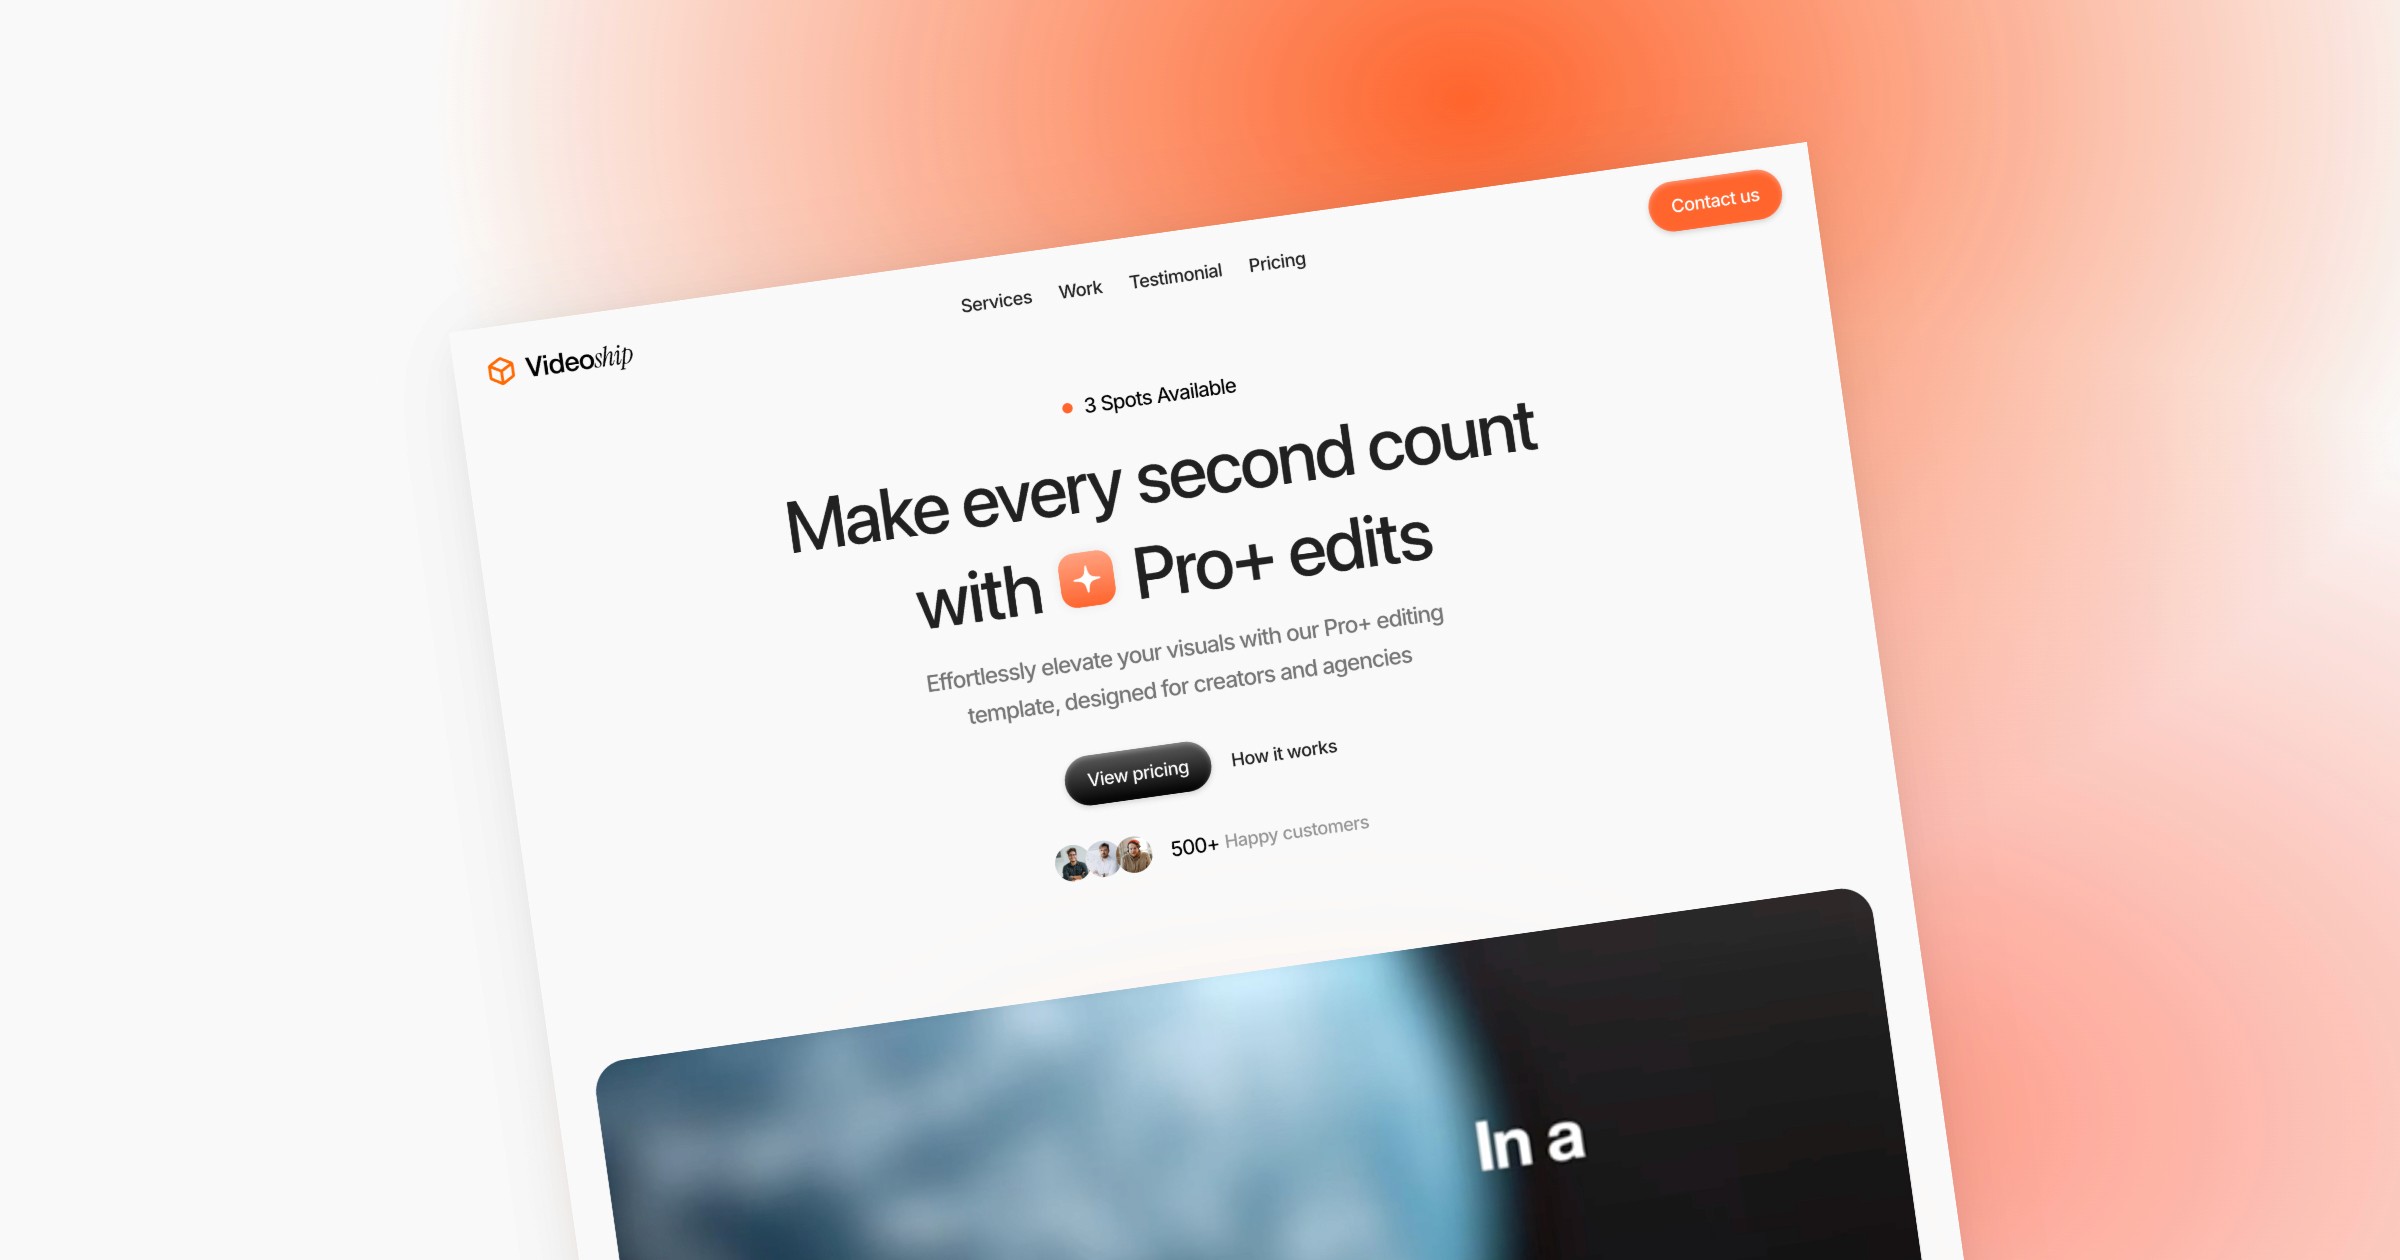 Videoship
Services
Work
Testimonial
Pricing
Contact us
3 Spots Available
Make every second count
with Pro+ edits
Effortlessly elevate your visuals with our Pro+ editing
template, designed for creators and agencies
View pricing
How it works
500+ Happy customers
In a